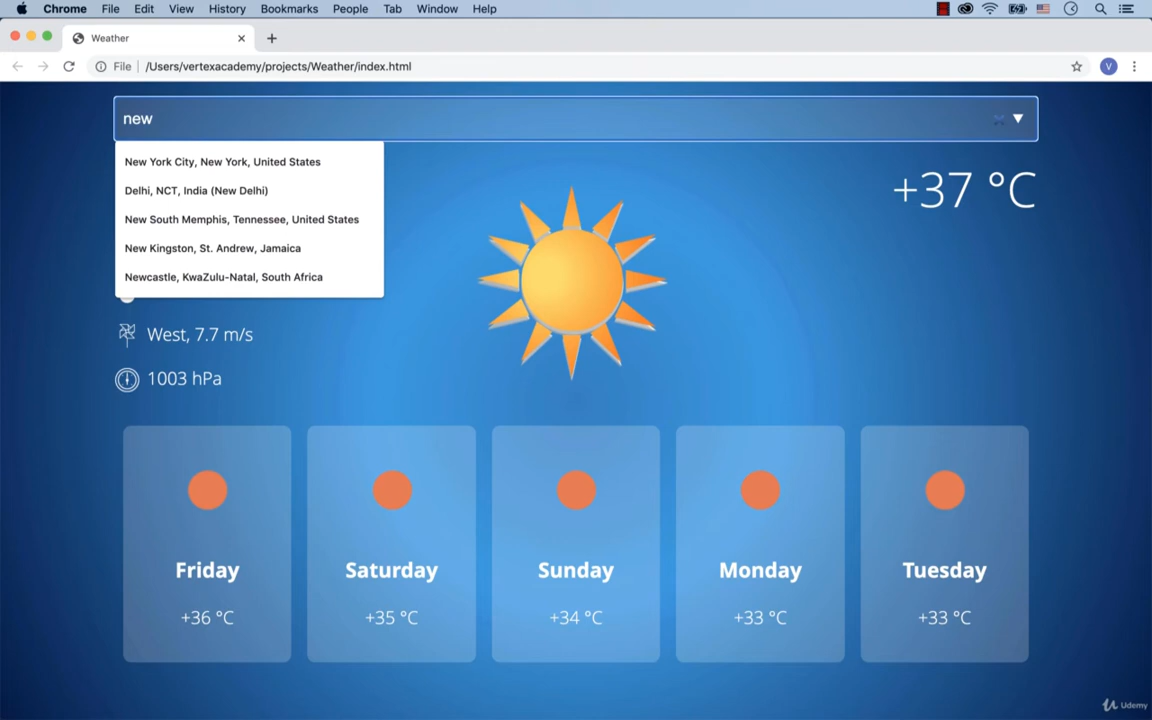 Chrome File Edit View History Bookmarks People Tab Window Help
Weather
File /Users/vertexacademy/projects/Weather/index.html
V
new
New York City, New York, United States
Delhi, NCT, India (New Delhi)
New South Memphis, Tennessee, United States
New Kingston, St. Andrew, Jamaica
Newcastle, KwaZulu-Natal, South Africa
+37 °C
West, 7.7 m/s
1003 hPa
Friday Saturday Sunday Monday Tuesday
+36 °C +35 °C +34 °C +33 °C +33 °C
Udemy